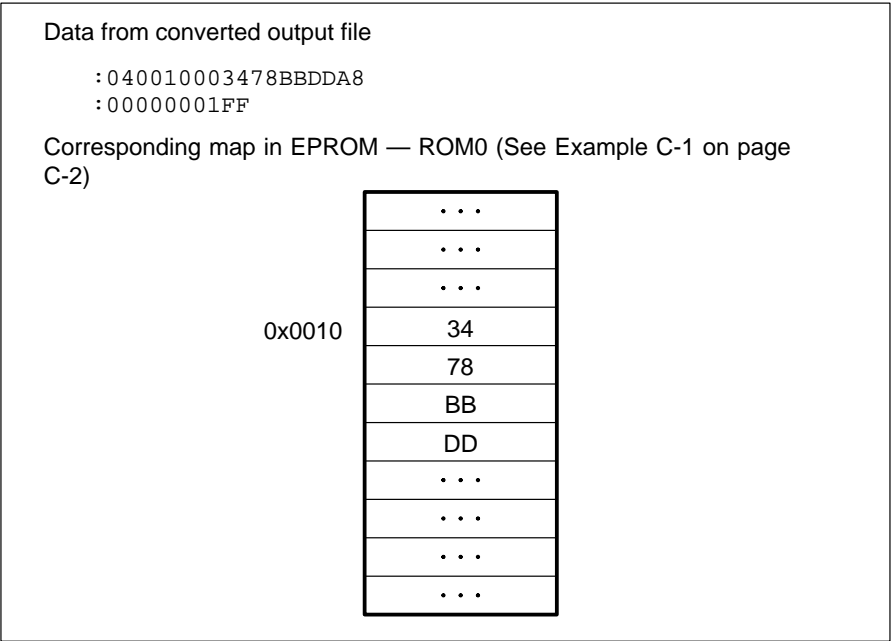 Data from converted output file
:040010003478BBDDA8
:00000001FF
Corresponding map in EPROM — ROM0 (See Example C-1 on page
C-2)
. . .
. . .
. . .
0x0010 34
78
BB
DD
. . .
. . .
. . .
. . .